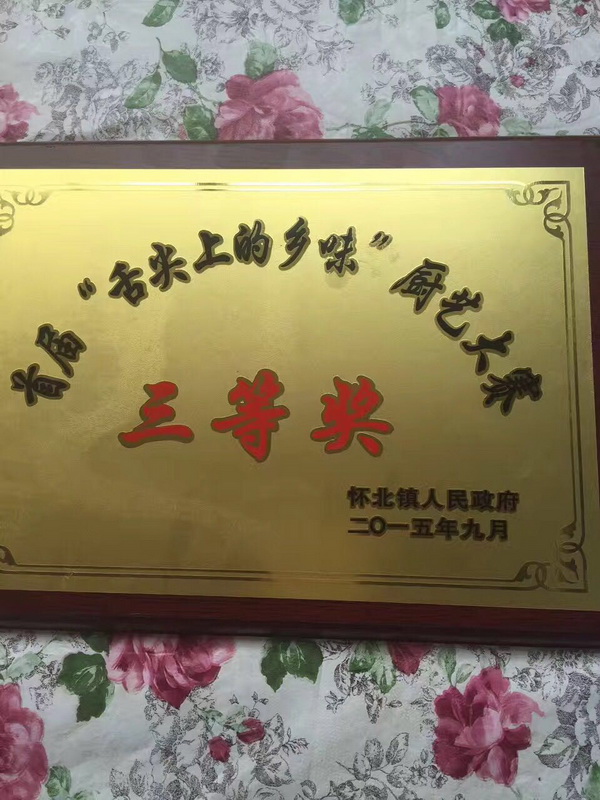 首届“舌尖上的乡味”厨艺大赛
三等奖
怀北镇人民政府
二〇一五年九月